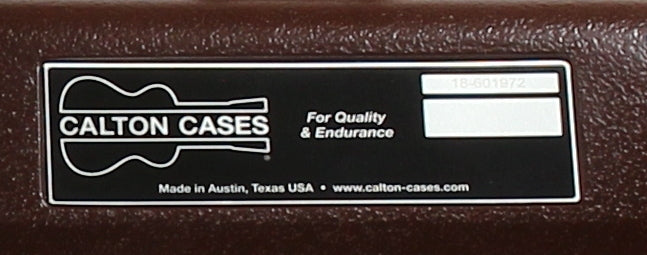 18-601972
CALTON CASES
For Quality
& Endurance
Made in Austin, Texas USA • www.calton-cases.com